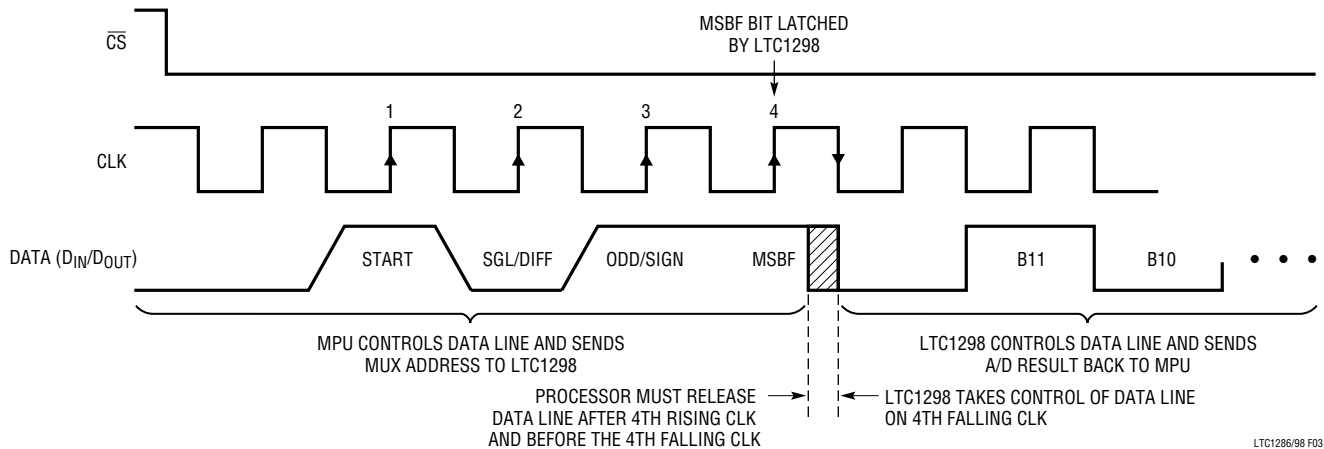 MSBF BIT LATCHED
BY LTC1298
CS
1 2 3 4
CLK
DATA (DIN/DOUT)
START SGL/DIFF ODD/SIGN MSBF B11 B10 • • •
MPU CONTROLS DATA LINE AND SENDS
MUX ADDRESS TO LTC1298
LTC1298 CONTROLS DATA LINE AND SENDS
A/D RESULT BACK TO MPU
PROCESSOR MUST RELEASE
DATA LINE AFTER 4TH RISING CLK
AND BEFORE THE 4TH FALLING CLK
LTC1298 TAKES CONTROL OF DATA LINE
ON 4TH FALLING CLK
LTC1286/98 F03